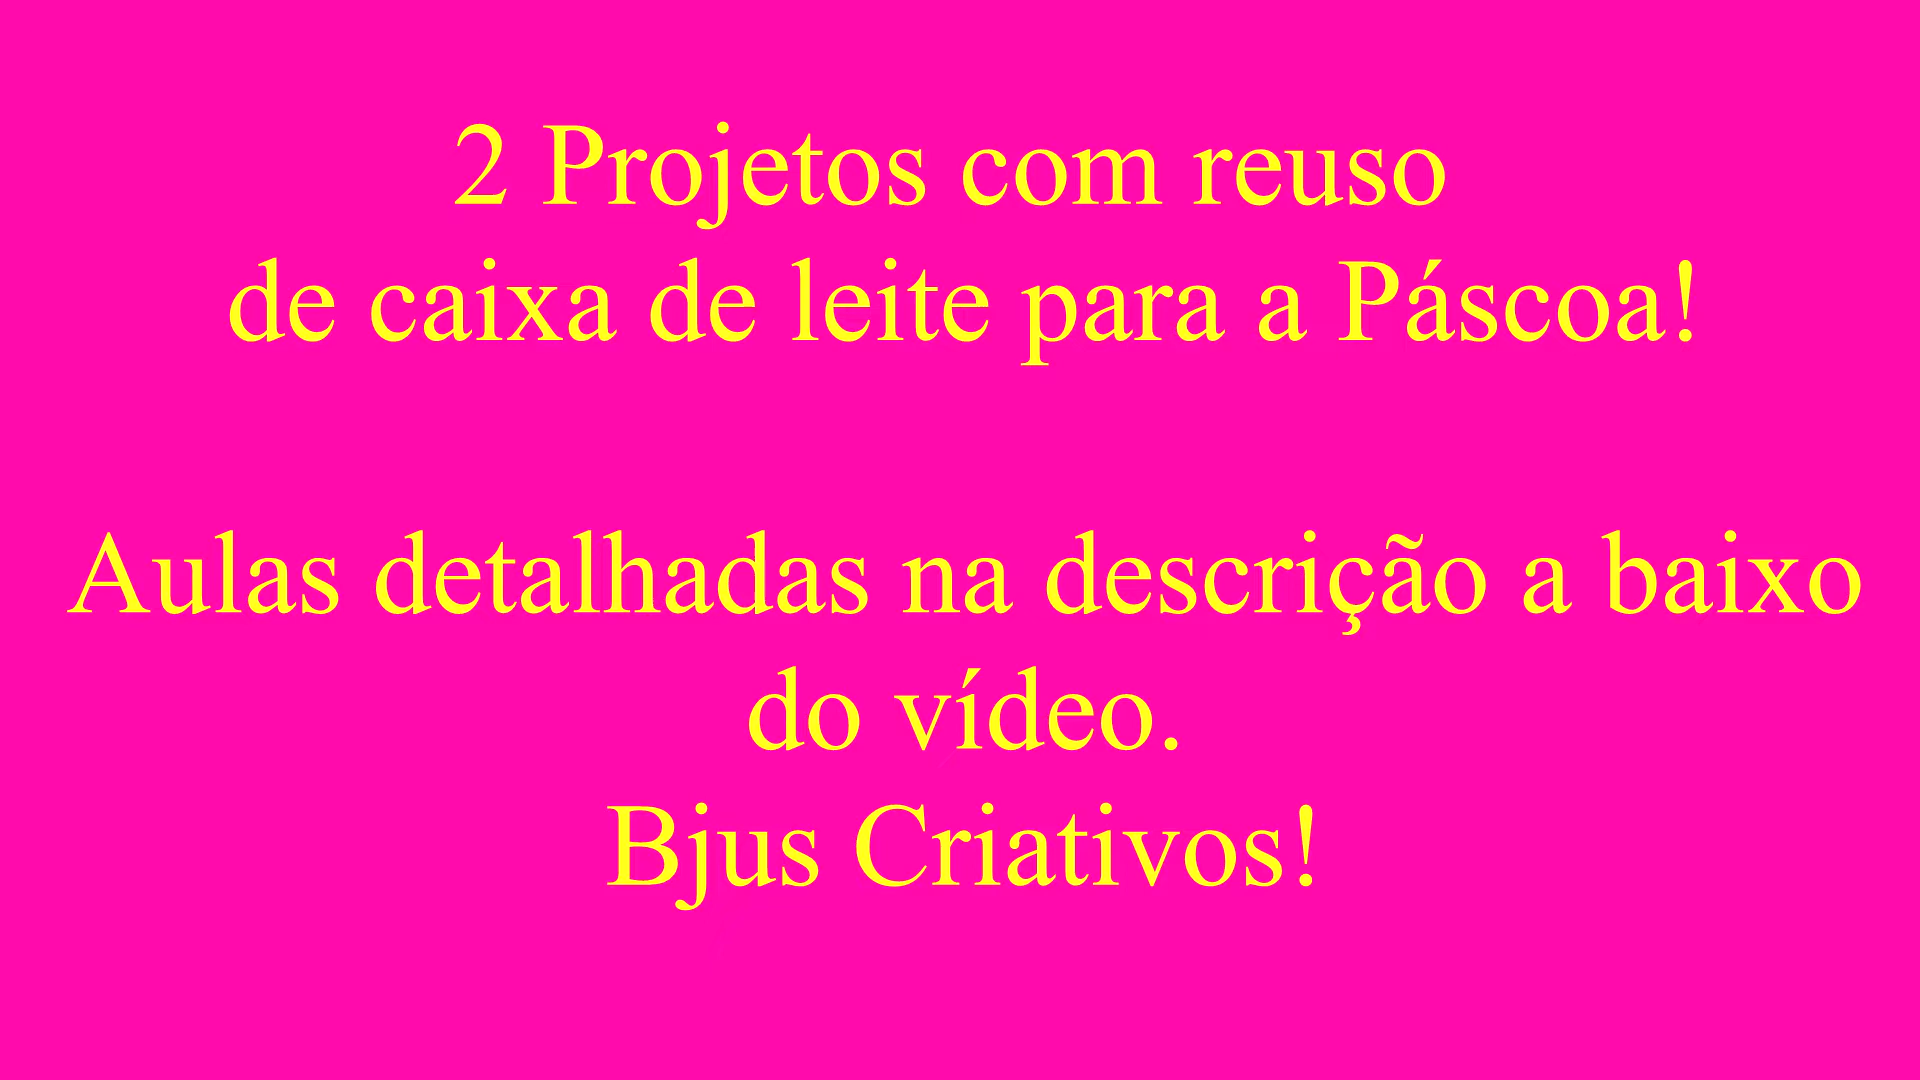 2 Projetos com reuso
de caixa de leite para a Páscoa!
Aulas detalhadas na descrição a baixo
do vídeo.
Bjus Criativos!